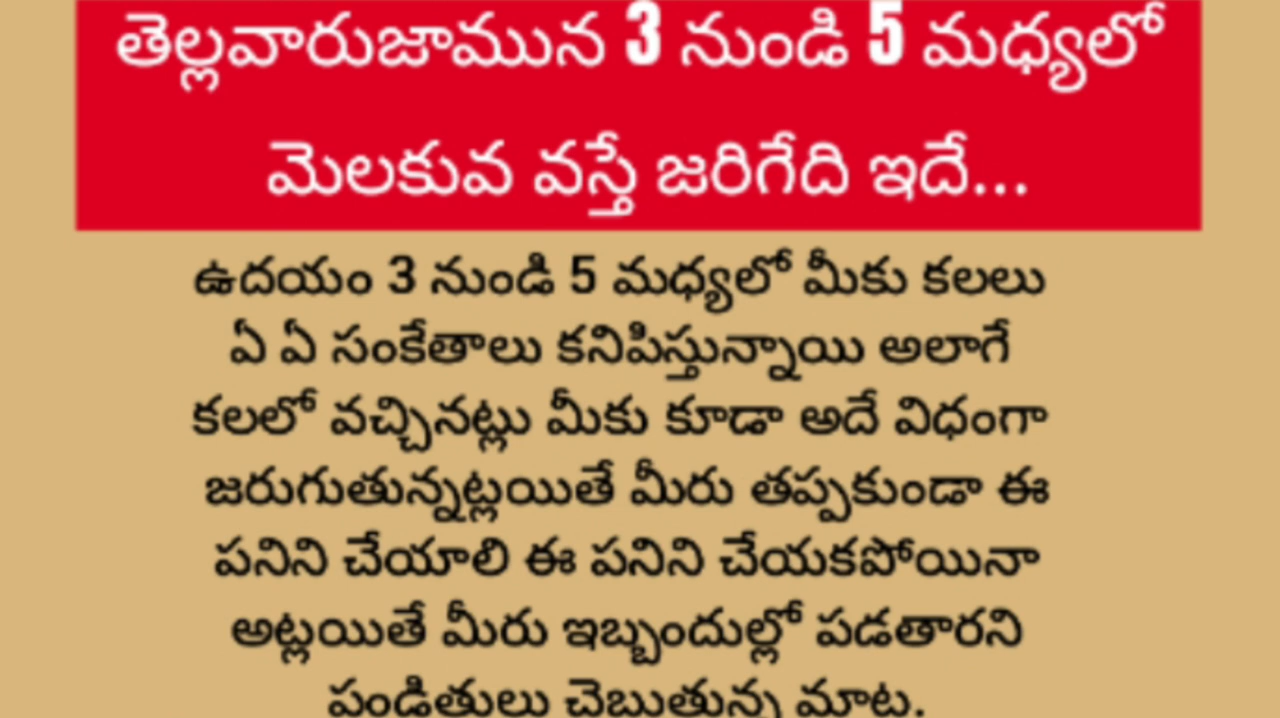 తెల్లవారుజామున 3 నుండి 5 మధ్యలో
మెలకువ వస్తే జరిగేది ఇదే...
ఉదయం 3 నుండి 5 మధ్యలో మీకు కలలు
ఏ ఏ సంకేతాలు కనిపిస్తున్నాయి అలాగే
కలలో వచ్చినట్లు మీకు కూడా అదే విధంగా
జరుగుతున్నట్లయితే మీరు తప్పకుండా ఈ
పనిని చేయాలి ఈ పనిని చేయకపోయినా
అట్లయితే మీరు ఇబ్బందుల్లో పడతారని
పండితులు చెబుతున్న మాట.